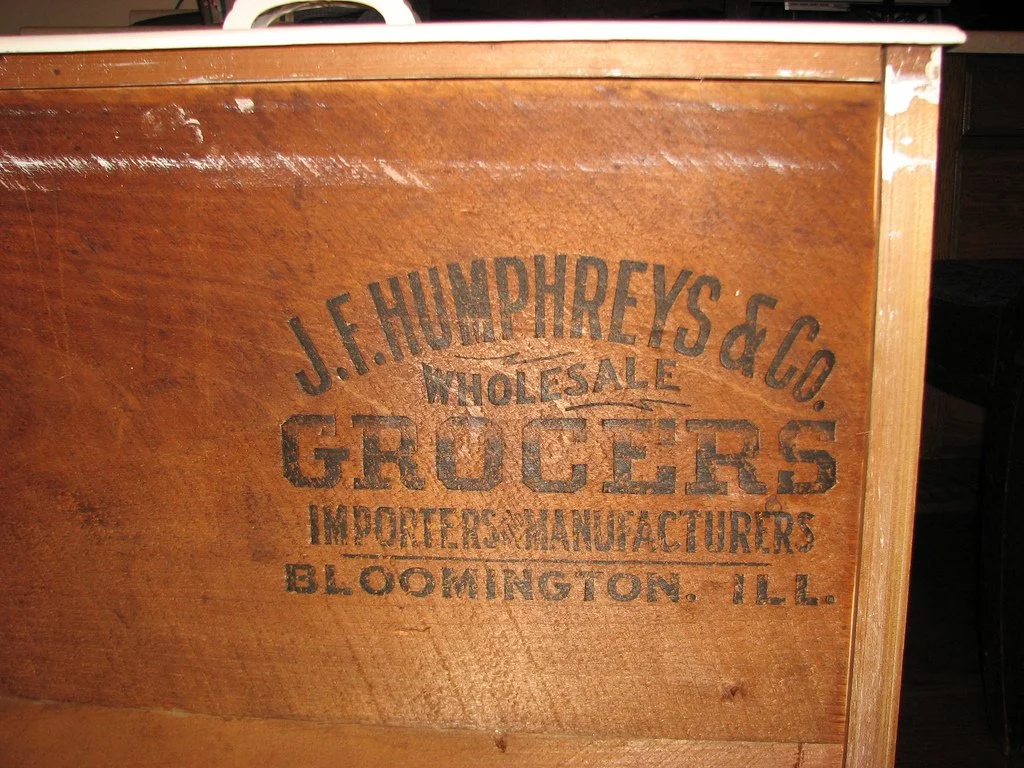 J. F. HUMPHREYS & Co.
WHOLESALE
GROCERS
IMPORTERS & MANUFACTURERS
BLOOMINGTON. ILL.